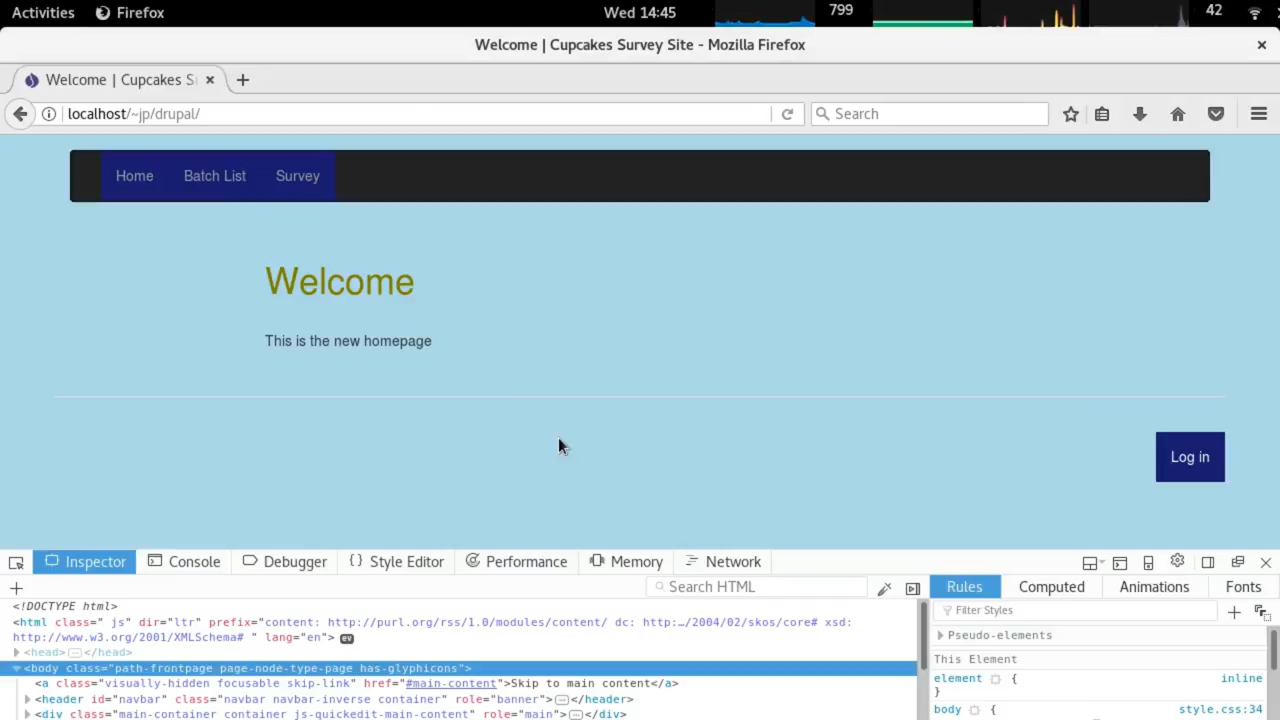 Activities Firefox Wed 14:45 799 42
Welcome | Cupcakes Survey Site - Mozilla Firefox
Welcome | Cupcakes S
localhost/~jp/drupal/ Search
Home Batch List Survey
Welcome
This is the new homepage
Log in
Inspector Console Debugger Style Editor Performance Memory Network
Search HTML Rules Computed Animations Fonts
<!DOCTYPE html> Filter Styles
<html class=" js" dir="ltr" prefix="content: http://purl.org/rss/1.0/modules/content/ dc: http:…/2004/02/skos/core# xsd:
http://www.w3.org/2001/XMLSchema# " lang="en"> ev Pseudo-elements
<head></head> This Element
<body class="path-frontpage page-node-type-page has-glyphicons">
<a class="visually-hidden focusable skip-link" href="#main-content">Skip to main content</a> element { inline
<header id="navbar" class="navbar navbar-inverse container" role="banner"></header> }
<div class="main-container container js-quickedit-main-content" role="main"></div> body { style.css:34